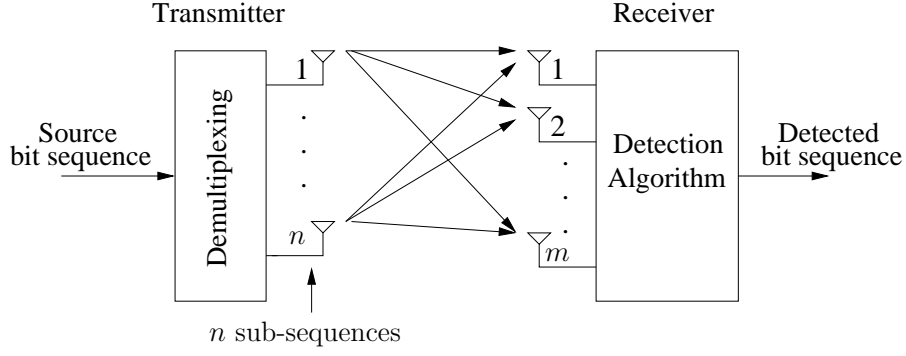 Transmitter
Receiver
1
1
2
Source
bit sequence
Demultiplexing
Detection
Algorithm
Detected
bit sequence
n
m
n sub-sequences